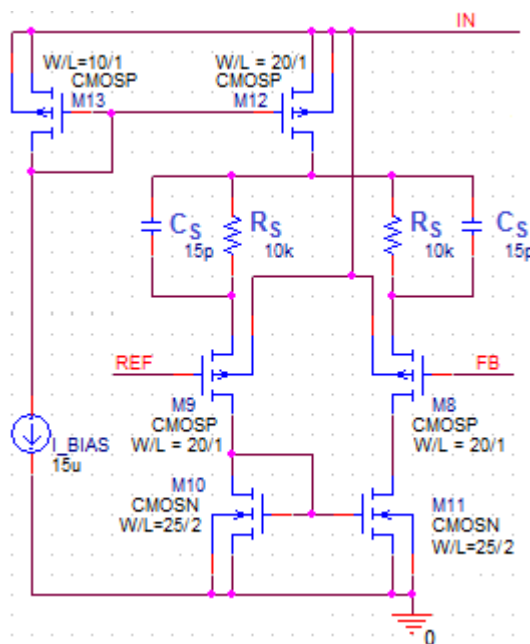 IN
W/L=10/1
CMOSP
M13
W/L = 20/1
CMOSP
M12
CS
15p
RS
10k
RS
10k
CS
15p
REF
FB
M9
CMOSP
W/L = 20/1
M8
CMOSP
W/L = 20/1
I_BIAS
15u
M10
CMOSN
W/L=25/2
M11
CMOSN
W/L=25/2
0